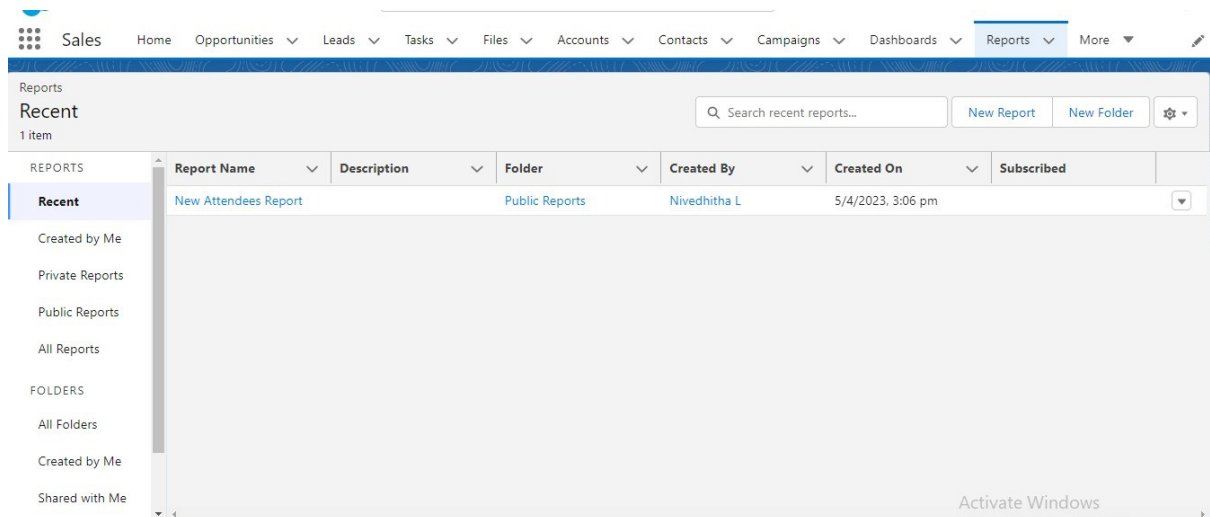 Sales Home Opportunities Leads Tasks Files Accounts Contacts Campaigns Dashboards Reports More
Reports
Recent
1 item
Search recent reports... New Report New Folder
REPORTS
Recent
Created by Me
Private Reports
Public Reports
All Reports
FOLDERS
All Folders
Created by Me
Shared with Me
Report Name Description Folder Created By Created On Subscribed
New Attendees Report Public Reports Nivedhitha L 5/4/2023, 3:06 pm
Activate Windows